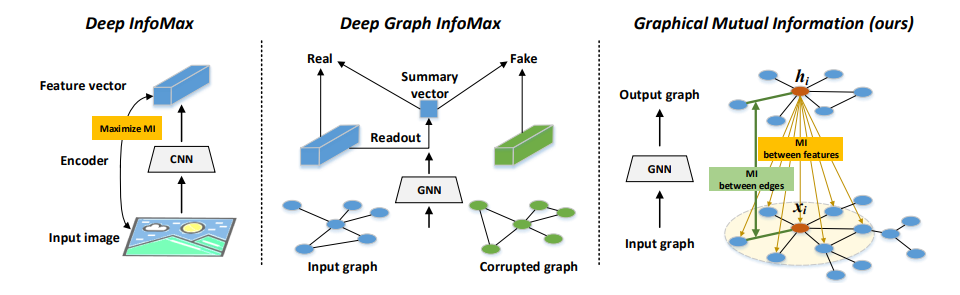 Deep InfoMax
Feature vector
Maximize MI
Encoder
CNN
Input image
Deep Graph InfoMax
Real
Summary
vector
Fake
Readout
GNN
Input graph
Corrupted graph
Graphical Mutual Information (ours)
Output graph
GNN
Input graph
hi
MI
between features
MI
between edges
xi